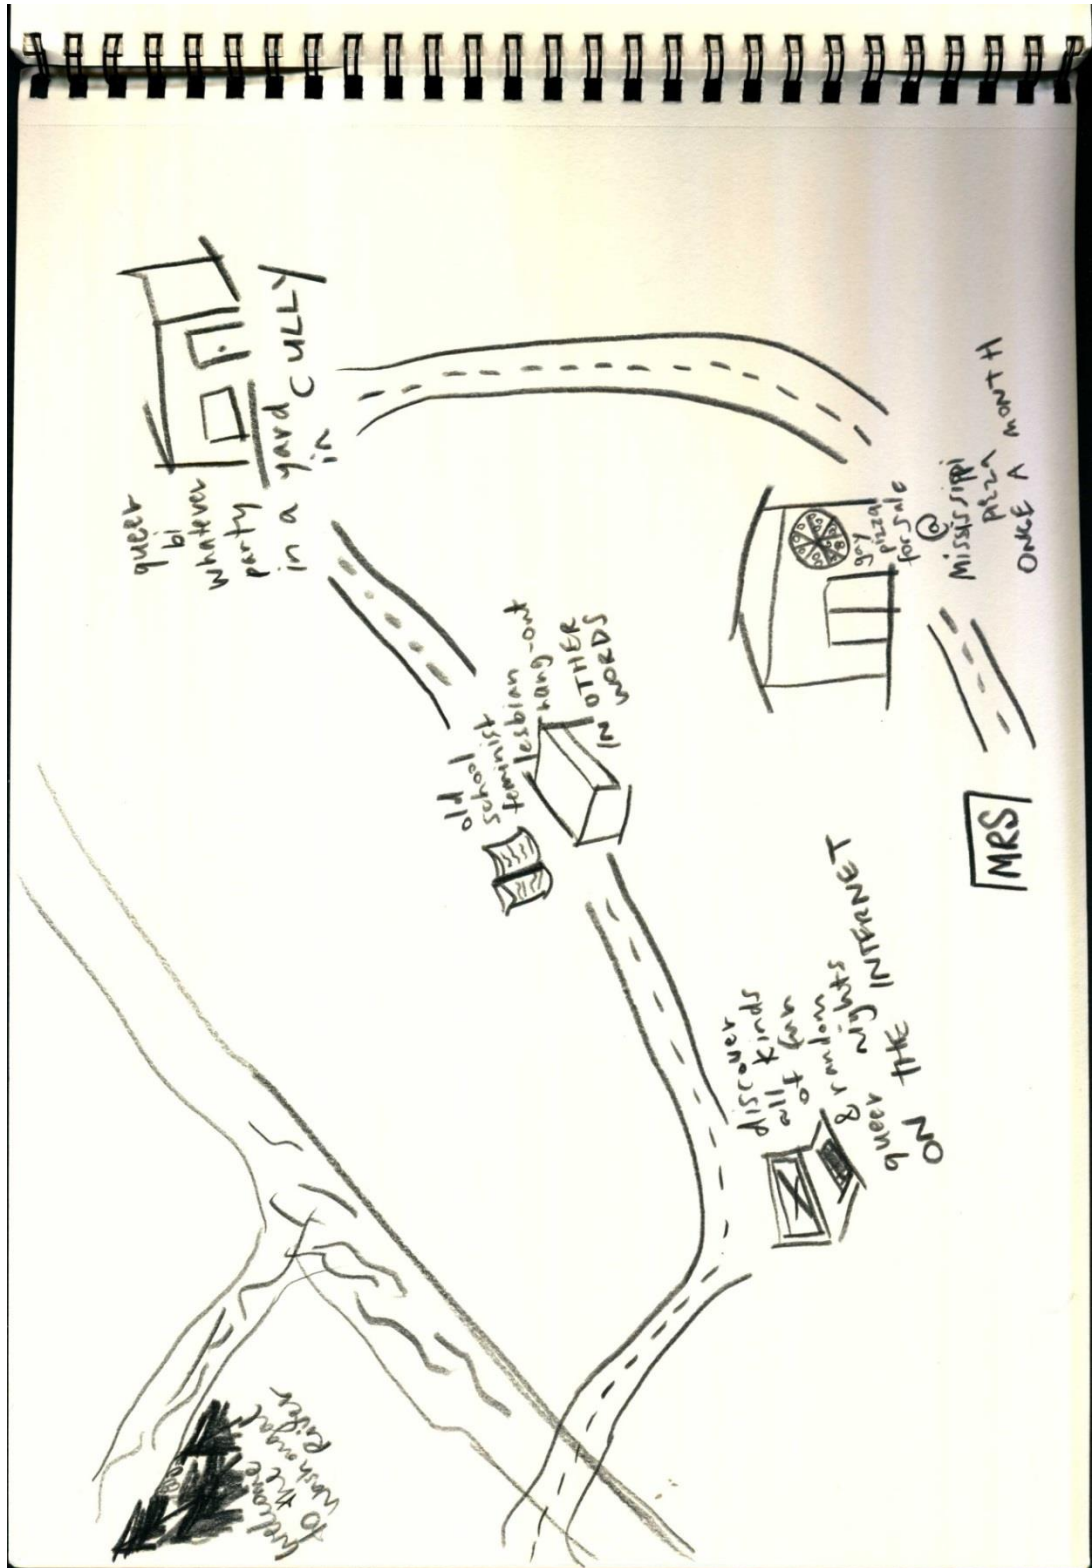 queer
bi
whatever
party
in a yard
in CULLY
old
school
feminist
lesbian
hang-out
IN OTHER
WORDS
gay
pizza
for sale
@
Mississippi
pizza
ONCE A MONTH
MRS
discover
all kinds
of fun
& random
queer nights
ON THE INTERNET
welcome
to the
River